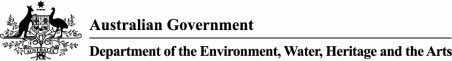 Australian Government
Department of the Environment, Water, Heritage and the Arts